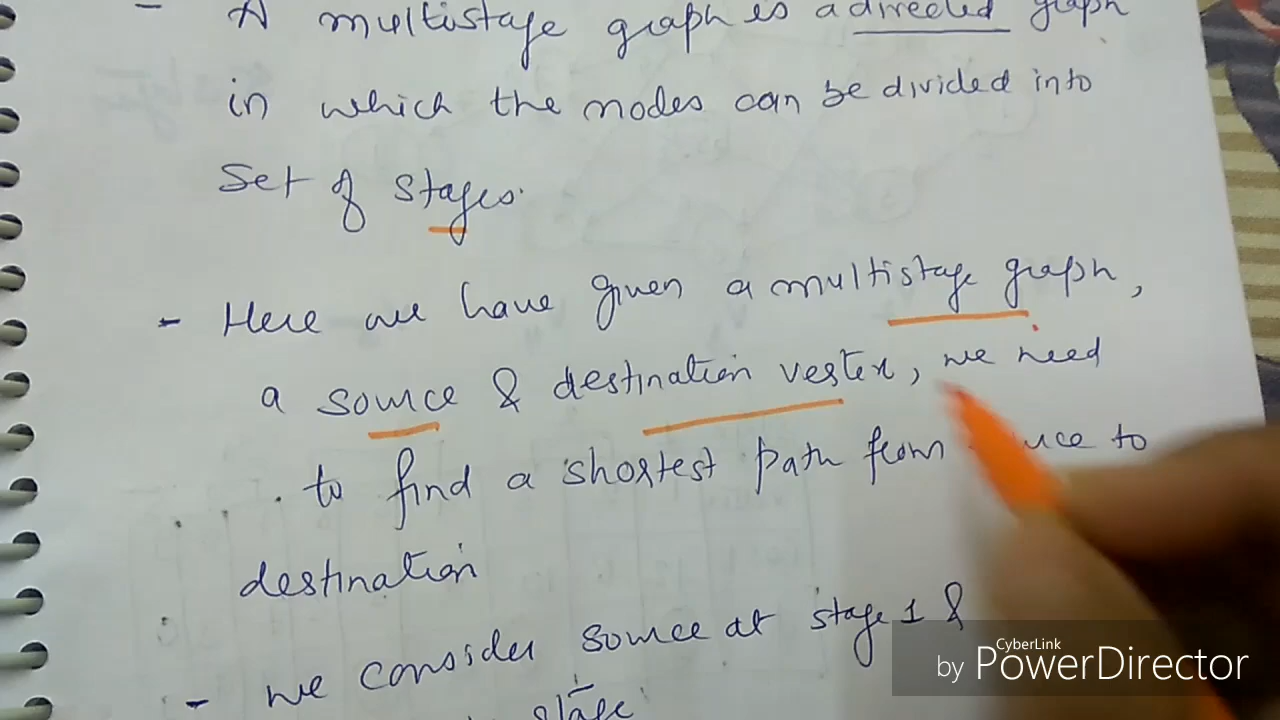 - A multistage graph is a directed graph
in which the nodes can be divided into
Set of stages.
- Here we have given a multistage graph,
a source & destination vertex, we need
to find a shortest path from to
destination
- we consider source at stage 1 &
stage
CyberLink
by PowerDirector